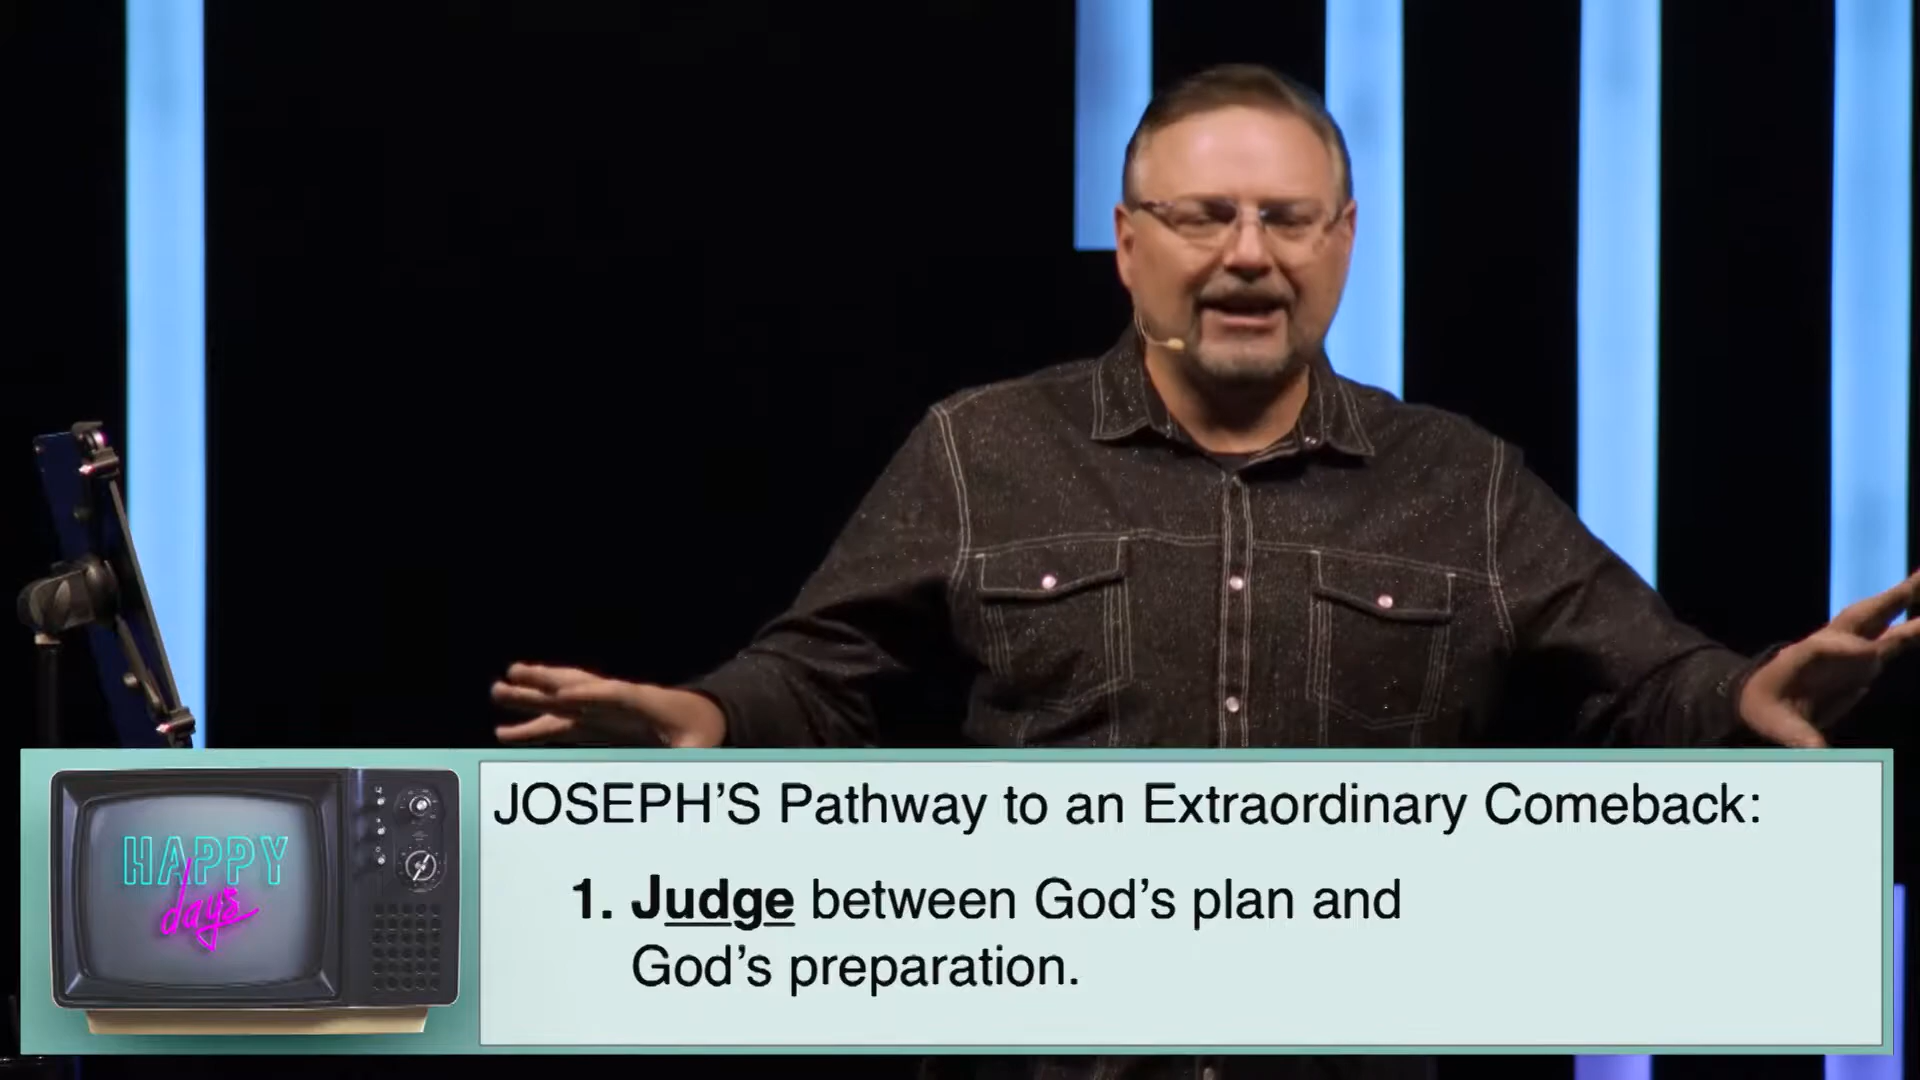 JOSEPH'S Pathway to an Extraordinary Comeback:
1. Judge between God's plan and
God's preparation.
HAPPY
days